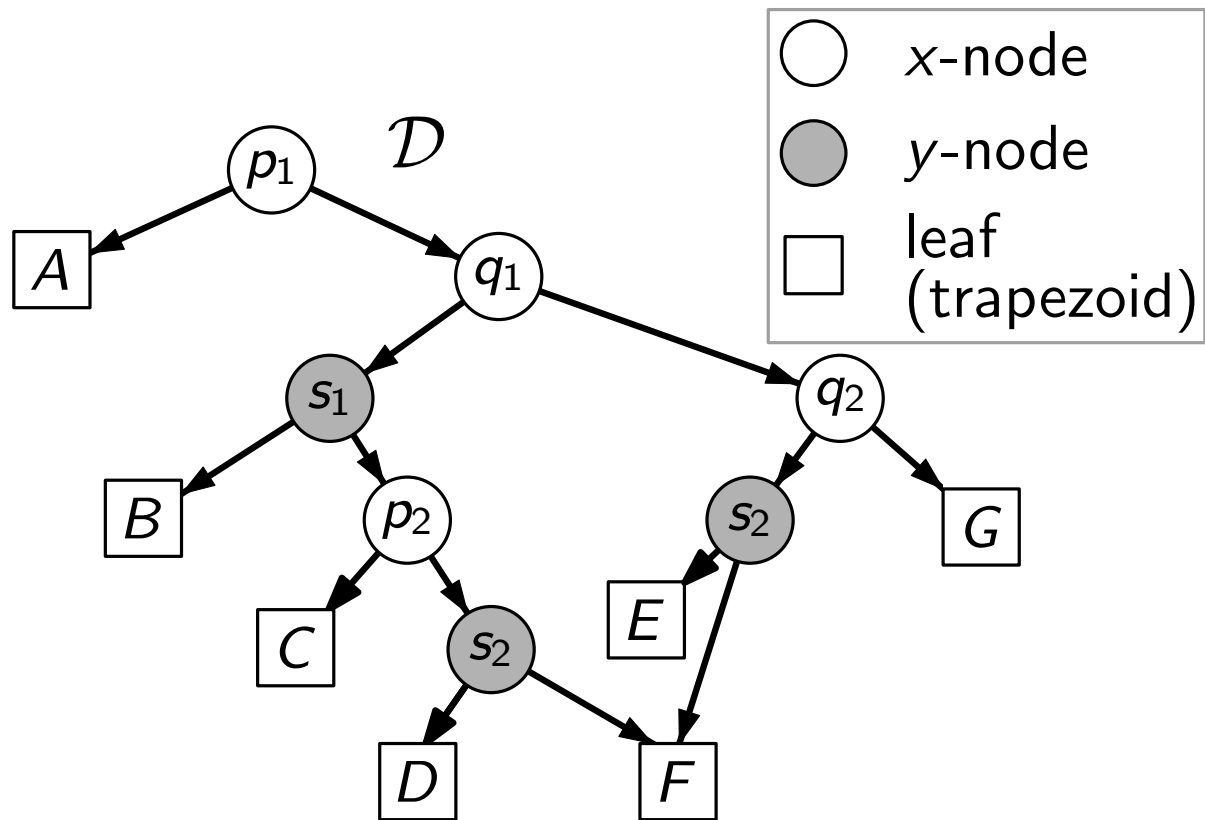 x-node
y-node
leaf
(trapezoid)
𝒟
p₁
A
q₁
s₁
q₂
B
p₂
s₂
G
C
E
s₂
D
F